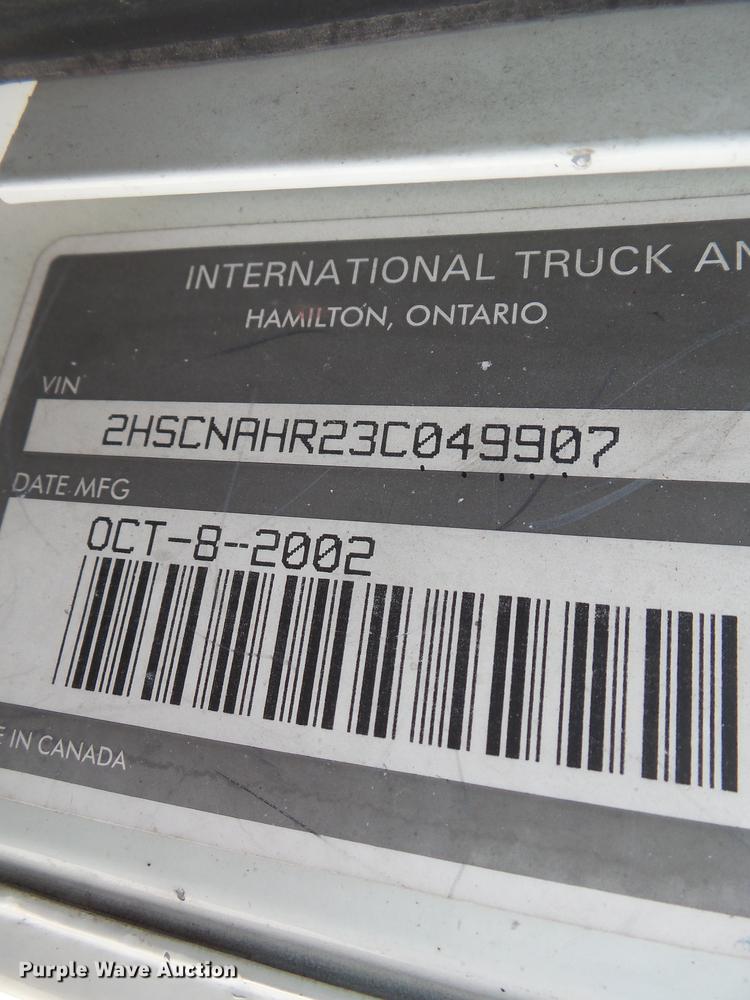 INTERNATIONAL TRUCK AN
HAMILTON, ONTARIO
VIN
2HSCNAHR23C049907
DATE MFG
OCT-8--2002
E IN CANADA
Purple Wave Auction